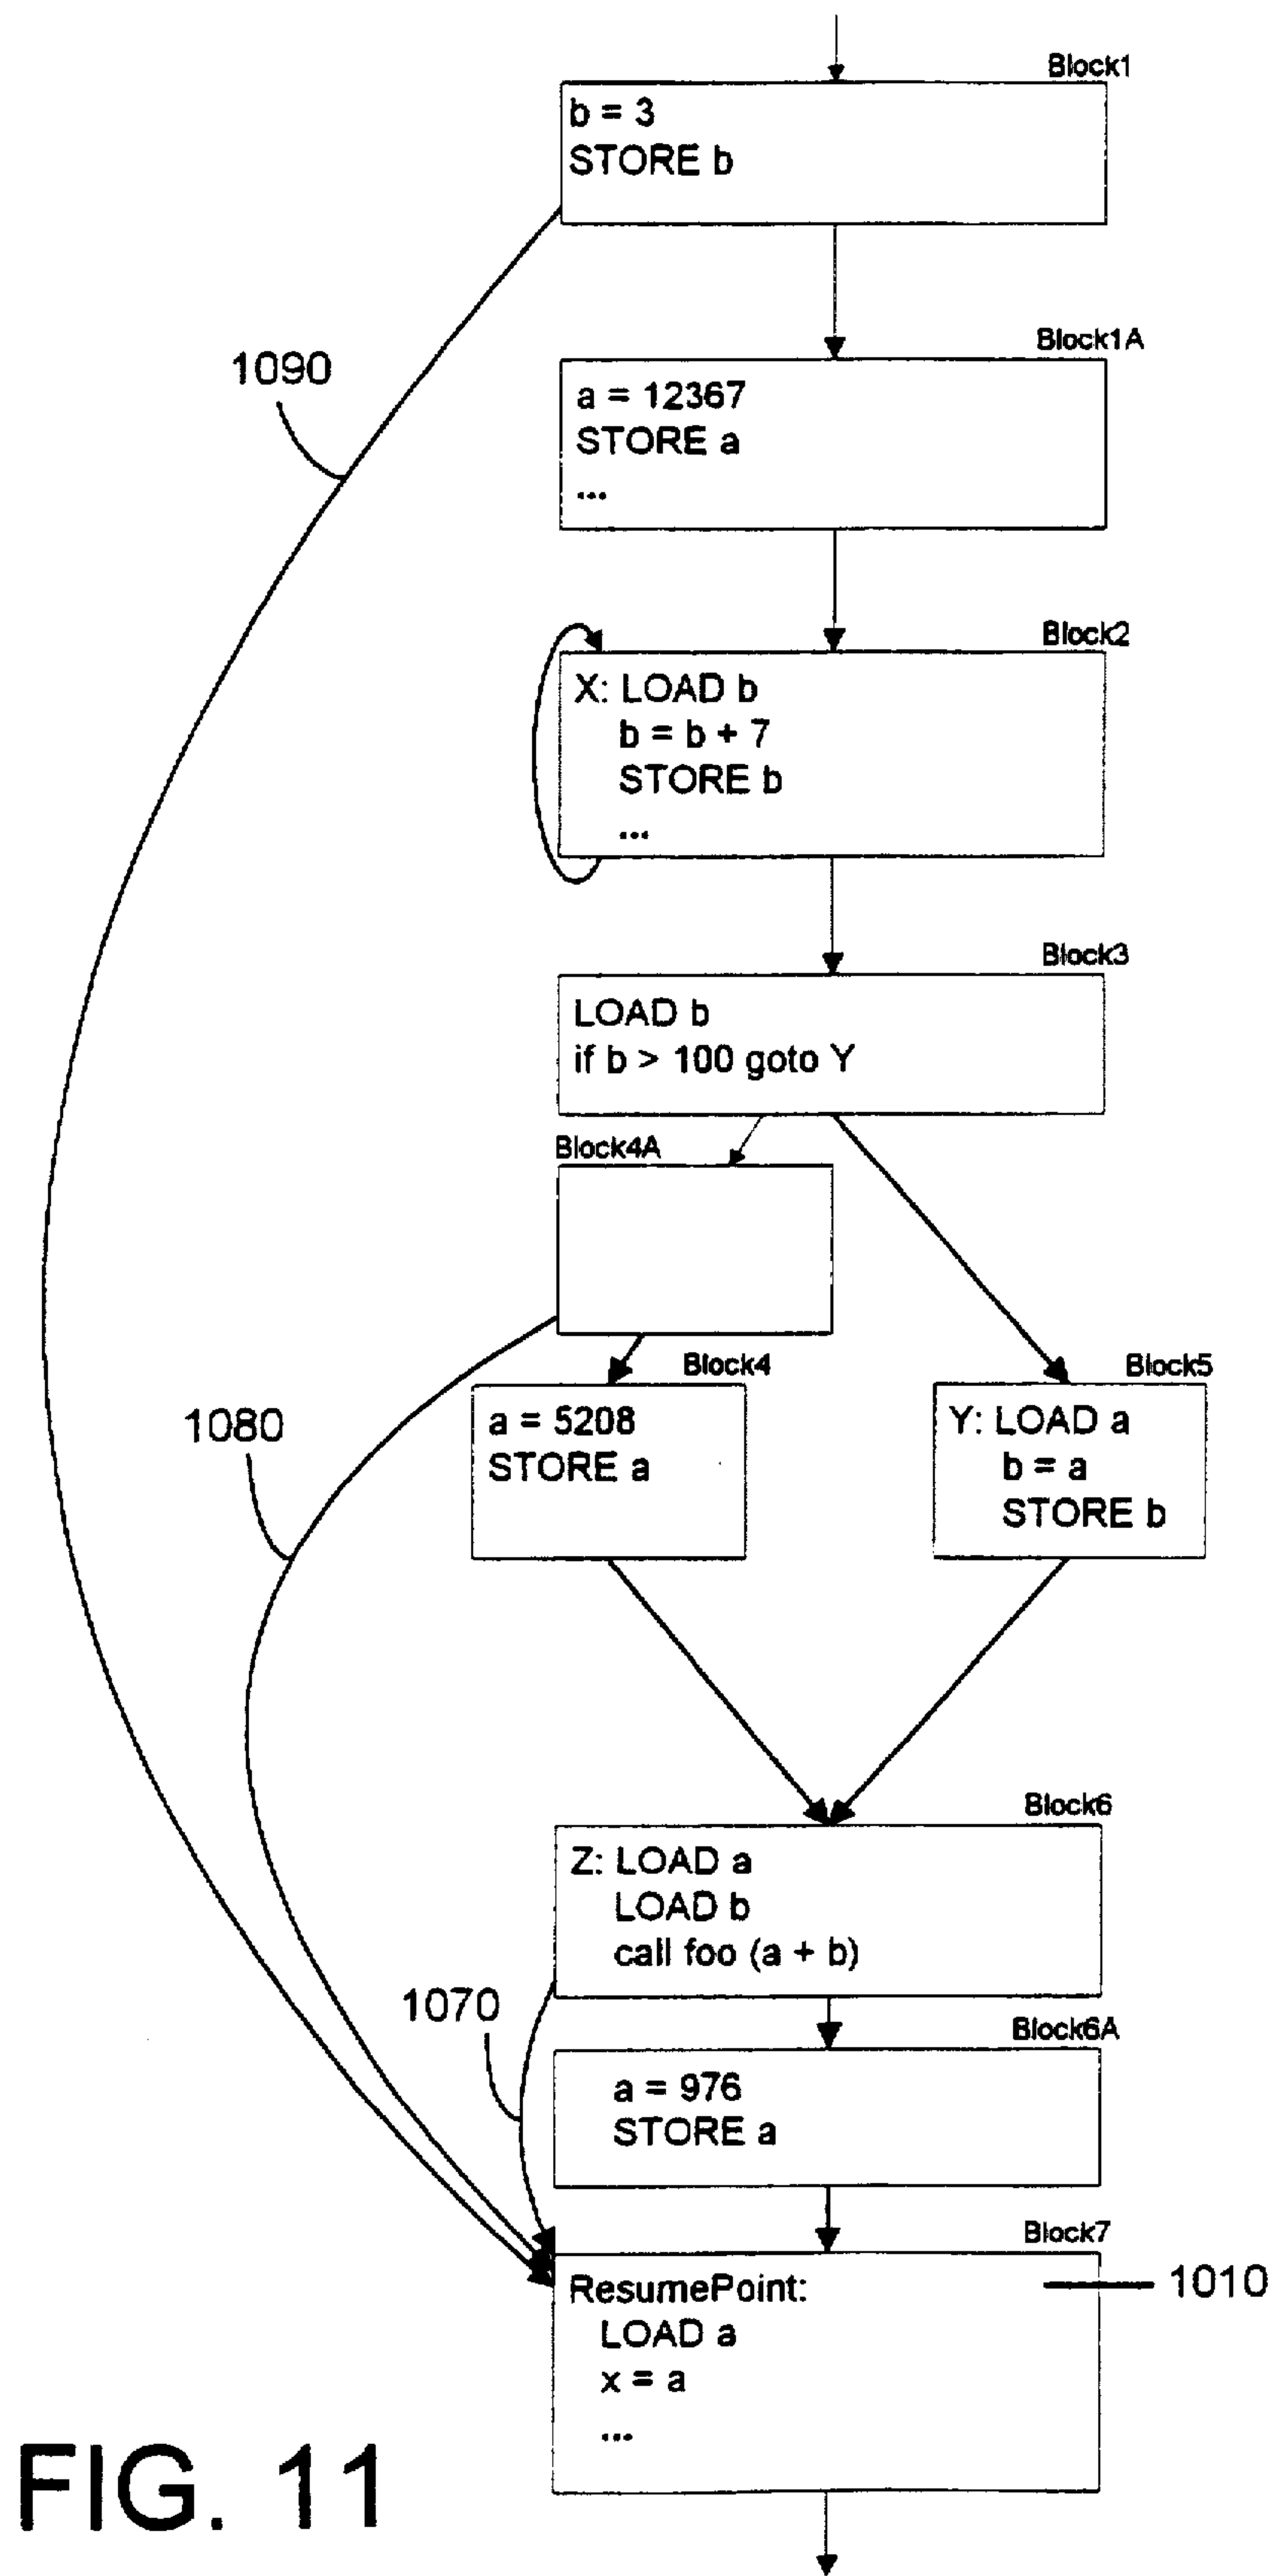 Block1
b = 3
STORE b
1090
Block1A
a = 12367
STORE a
...
Block2
X: LOAD b
b = b + 7
STORE b
...
Block3
LOAD b
if b > 100 goto Y
Block4A
Block4
a = 5208
STORE a
Block5
Y: LOAD a
b = a
STORE b
1080
Block6
Z: LOAD a
LOAD b
call foo (a + b)
1070
Block6A
a = 976
STORE a
Block7
ResumePoint:
1010
LOAD a
x = a
...
FIG. 11